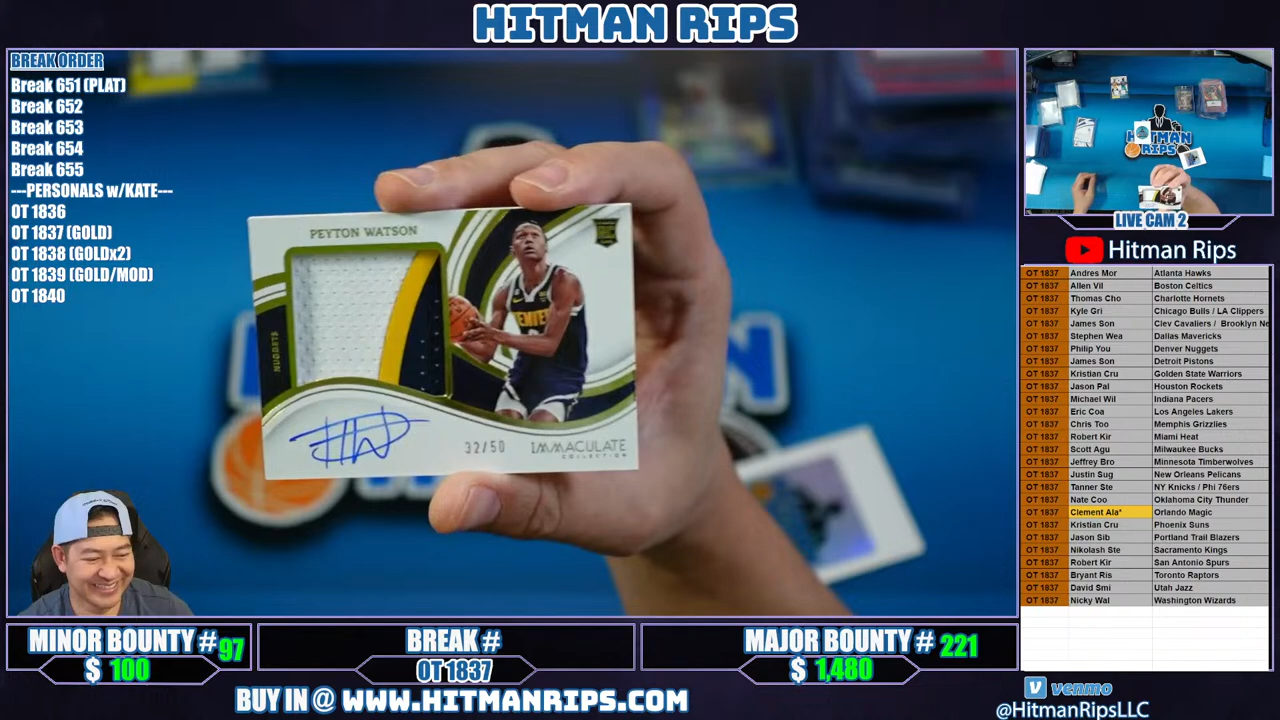 HITMAN RIPS
BREAK ORDER
Break 651 (PLAT)
Break 652
Break 653
Break 654
Break 655
---PERSONALS w/KATE---
OT 1836
OT 1837 (GOLD)
OT 1838 (GOLDx2)
OT 1839 (GOLD/MOD)
OT 1840
PEYTON WATSON
NUGGETS
32/50
IMMACULATE
COLLECTION
LIVE CAM 2
Hitman Rips
OT 1837 Andres Mor Atlanta Hawks
OT 1837 Allen Vil Boston Celtics
OT 1837 Thomas Cho Charlotte Hornets
OT 1837 Kyle Gri Chicago Bulls / LA Clippers
OT 1837 James Son Clev Cavaliers / Brooklyn Ne
OT 1837 Stephen Wea Dallas Mavericks
OT 1837 Philip You Denver Nuggets
OT 1837 James Son Detroit Pistons
OT 1837 Kristian Cru Golden State Warriors
OT 1837 Jason Pal Houston Rockets
OT 1837 Michael Wil Indiana Pacers
OT 1837 Eric Coa Los Angeles Lakers
OT 1837 Chris Too Memphis Grizzlies
OT 1837 Robert Kir Miami Heat
OT 1837 Scott Agu Milwaukee Bucks
OT 1837 Jeffrey Bro Minnesota Timberwolves
OT 1837 Justin Sug New Orleans Pelicans
OT 1837 Tanner Ste NY Knicks / Phi 76ers
OT 1837 Nate Coo Oklahoma City Thunder
OT 1837 Clement Ala* Orlando Magic
OT 1837 Kristian Cru Phoenix Suns
OT 1837 Jason Sib Portland Trail Blazers
OT 1837 Nikolash Ste Sacramento Kings
OT 1837 Robert Kir San Antonio Spurs
OT 1837 Bryant Ris Toronto Raptors
OT 1837 David Smi Utah Jazz
OT 1837 Nicky Wal Washington Wizards
MINOR BOUNTY # 97
$ 100
BREAK #
OT 1837
MAJOR BOUNTY # 221
$ 1,480
BUY IN @ WWW.HITMANRIPS.COM
venmo
@HitmanRipsLLC